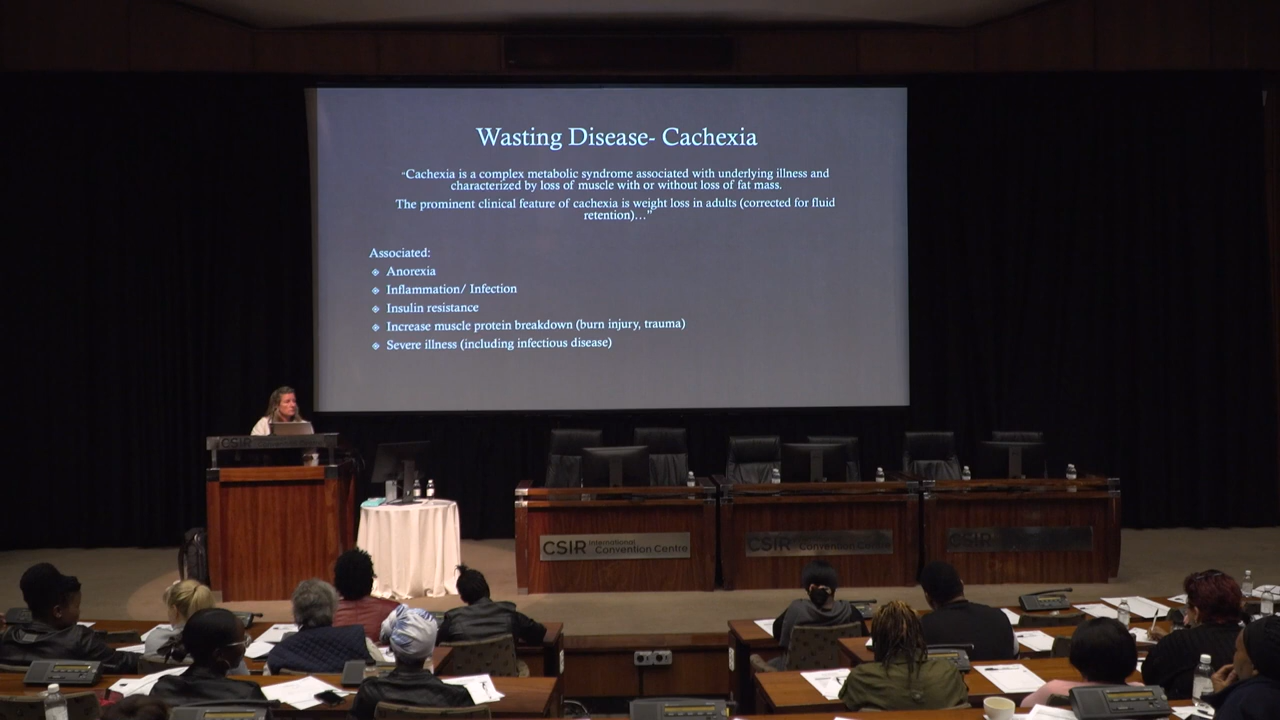 Wasting Disease- Cachexia
“Cachexia is a complex metabolic syndrome associated with underlying illness and
characterized by loss of muscle with or without loss of fat mass.
The prominent clinical feature of cachexia is weight loss in adults (corrected for fluid
retention)…”
Associated:
Anorexia
Inflammation/ Infection
Insulin resistance
Increase muscle protein breakdown (burn injury, trauma)
Severe illness (including infectious disease)
CSIR
CSIR International
Convention Centre
CSIR
Convention Centre
CSIR